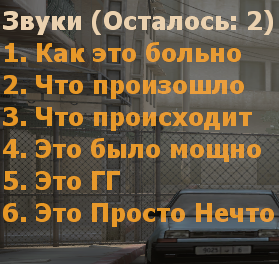 Звуки (Осталось: 2)
1. Как это больно
2. Что произошло
3. Что происходит
4. Это было мощно
5. Это ГГ
6. Это Просто Нечто